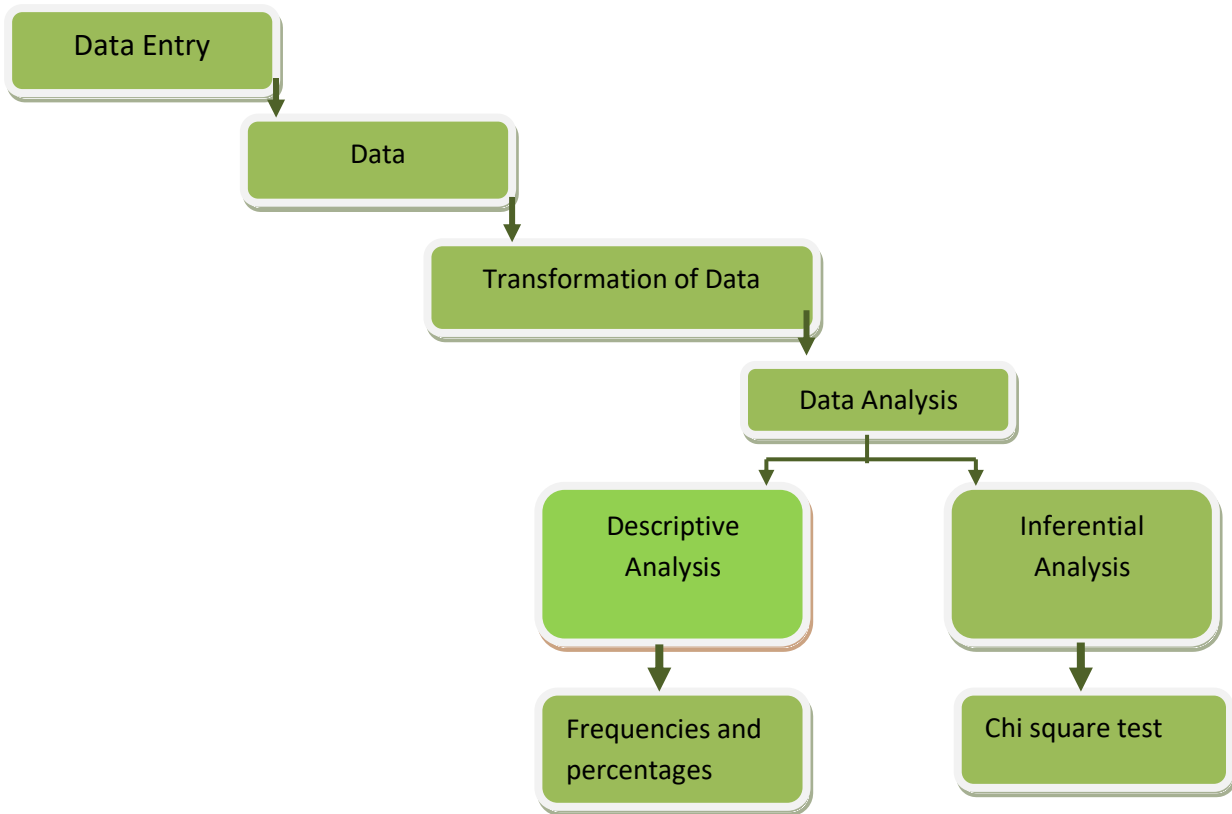 Data Entry
Data
Transformation of Data
Data Analysis
Descriptive
Analysis
Inferential
Analysis
Frequencies and
percentages
Chi square test